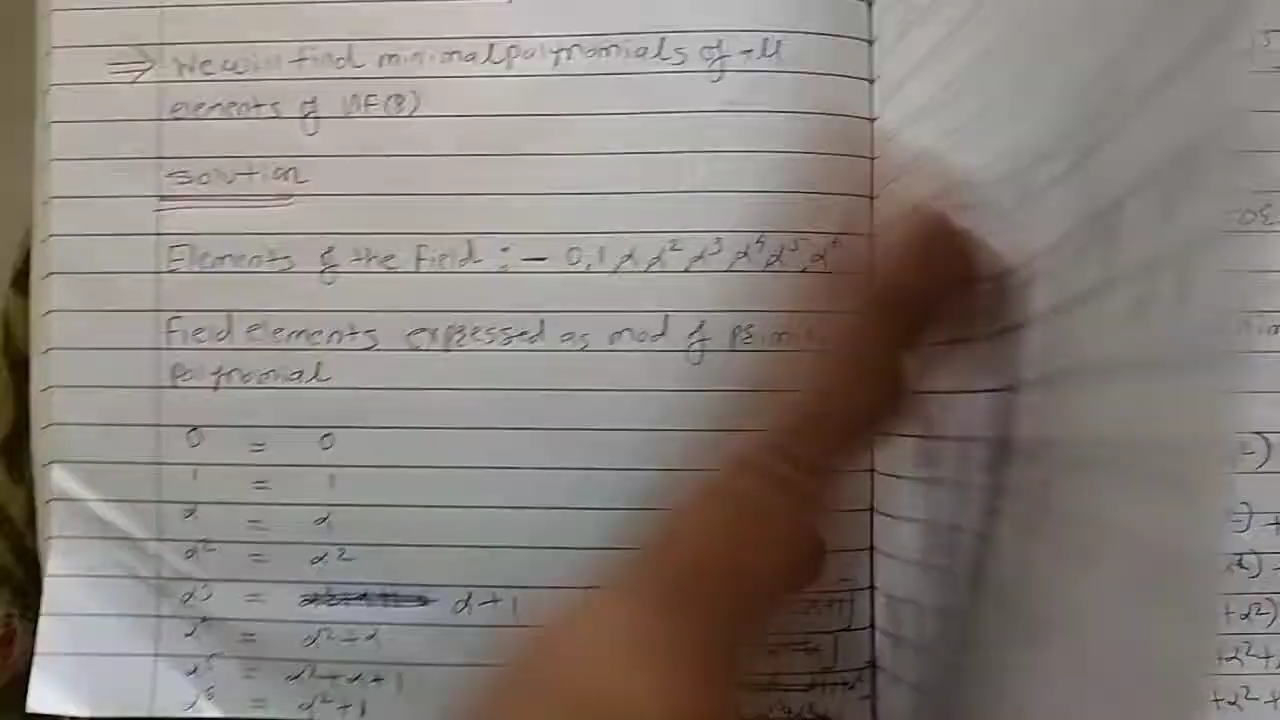 ⇒ We will find minimal polynomials of all
elements of GF(8)
Solution
Elements of the Field :- 0, 1, α, α², α³, α⁴, α⁵, α⁶
Field elements expressed as mod of
polynomial
0 = 0
1 = 1
α = α
α² = α²
α³ = α+1
α⁴ = α²+α
α⁵ = α²+α+1
α⁶ = α²+1